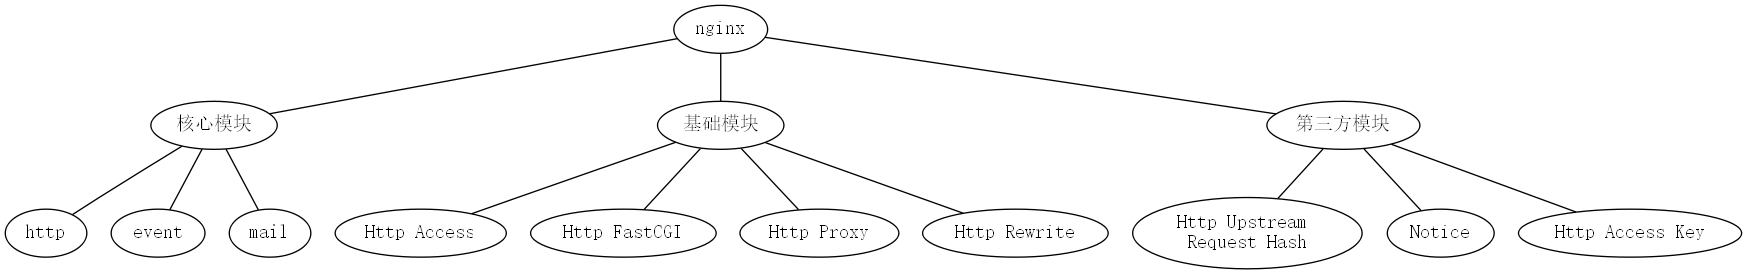 nginx
核心模块
基础模块
第三方模块
http
event
mail
Http Access
Http FastCGI
Http Proxy
Http Rewrite
Http Upstream
Request Hash
Notice
Http Access Key